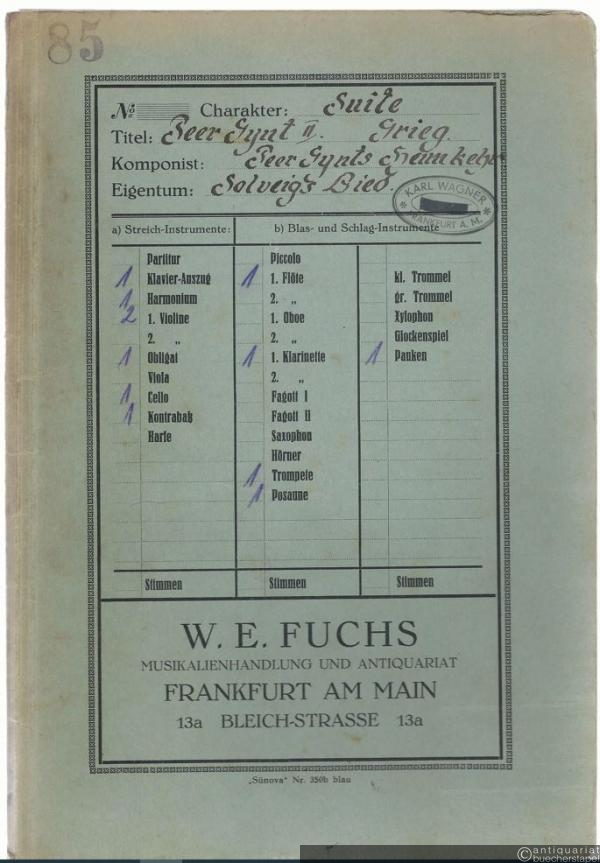 85
No Charakter: Suite
Titel: Peer Gynt II. Grieg.
Komponist: Peer Gynts Heimkehr
Eigentum: Solveigs Lied.
* KARL WAGNER *
FRANKFURT A. M.
a) Streich-Instrumente:
b) Blas- und Schlag-Instrumente
Partitur
1 Klavier-Auszug
1 Harmonium
2 1. Violine
2. „
1 Obligat
Viola
1 Cello
1 Kontrabaß
Harfe
Stimmen
Piccolo
1 1. Flöte
2. „
1. Oboe
2. „
1 1. Klarinette
2. „
Fagott I
Fagott II
Saxophon
Hörner
1 Trompete
1 Posaune
Stimmen
kl. Trommel
gr. Trommel
Xylophon
Glockenspiel
1 Pauken
Stimmen
W. E. FUCHS
MUSIKALIENHANDLUNG UND ANTIQUARIAT
FRANKFURT AM MAIN
13a BLEICH-STRASSE 13a
„Sünova" Nr. 350b blau
©antiquariat
buecherstapel